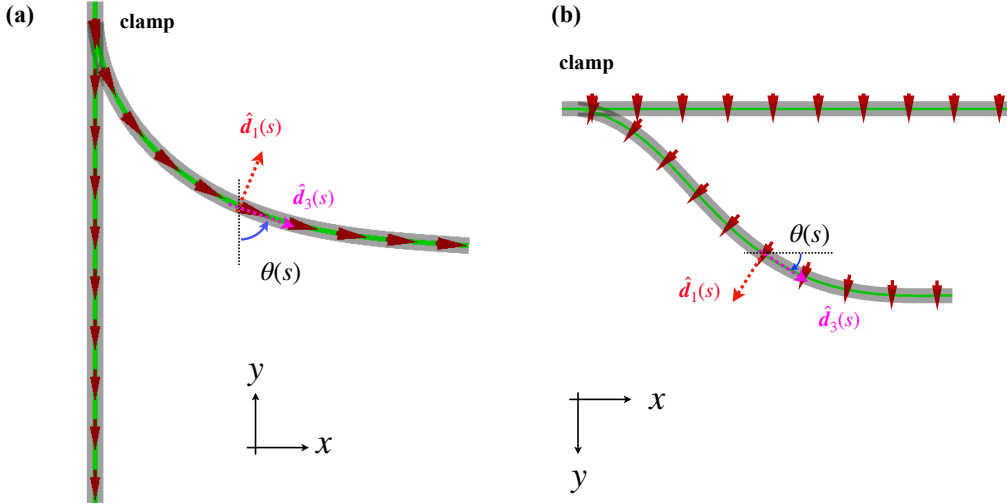 (a)
clamp
d̂₁(s)
d̂₃(s)
θ(s)
y
x
(b)
clamp
θ(s)
d̂₁(s)
d̂₃(s)
x
y